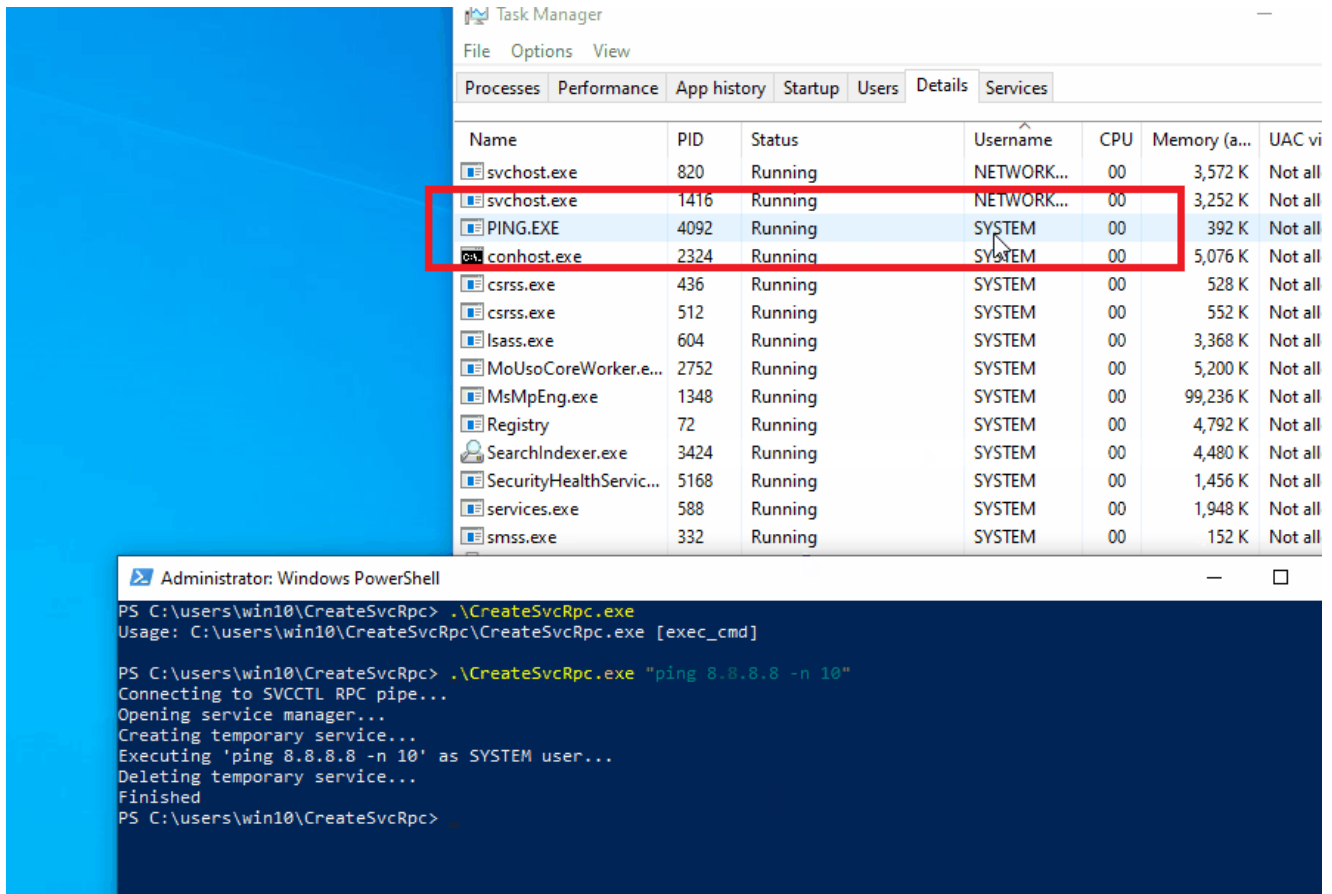 Task Manager
File Options View
Processes Performance App history Startup Users Details Services
Name PID Status Username CPU Memory (a... UAC vi
svchost.exe 820 Running NETWORK... 00 3,572 K Not all
svchost.exe 1416 Running NETWORK... 00 3,252 K Not all
PING.EXE 4092 Running SYSTEM 00 392 K Not all
conhost.exe 2324 Running SYSTEM 00 5,076 K Not all
csrss.exe 436 Running SYSTEM 00 528 K Not all
csrss.exe 512 Running SYSTEM 00 552 K Not all
lsass.exe 604 Running SYSTEM 00 3,368 K Not all
MoUsoCoreWorker.e... 2752 Running SYSTEM 00 5,200 K Not all
MsMpEng.exe 1348 Running SYSTEM 00 99,236 K Not all
Registry 72 Running SYSTEM 00 4,792 K Not all
SearchIndexer.exe 3424 Running SYSTEM 00 4,480 K Not all
SecurityHealthServic... 5168 Running SYSTEM 00 1,456 K Not all
services.exe 588 Running SYSTEM 00 1,948 K Not all
smss.exe 332 Running SYSTEM 00 152 K Not all
Administrator: Windows PowerShell
PS C:\users\win10\CreateSvcRpc> .\CreateSvcRpc.exe
Usage: C:\users\win10\CreateSvcRpc\CreateSvcRpc.exe [exec_cmd]
PS C:\users\win10\CreateSvcRpc> .\CreateSvcRpc.exe "ping 8.8.8.8 -n 10"
Connecting to SVCCTL RPC pipe...
Opening service manager...
Creating temporary service...
Executing 'ping 8.8.8.8 -n 10' as SYSTEM user...
Deleting temporary service...
Finished
PS C:\users\win10\CreateSvcRpc>